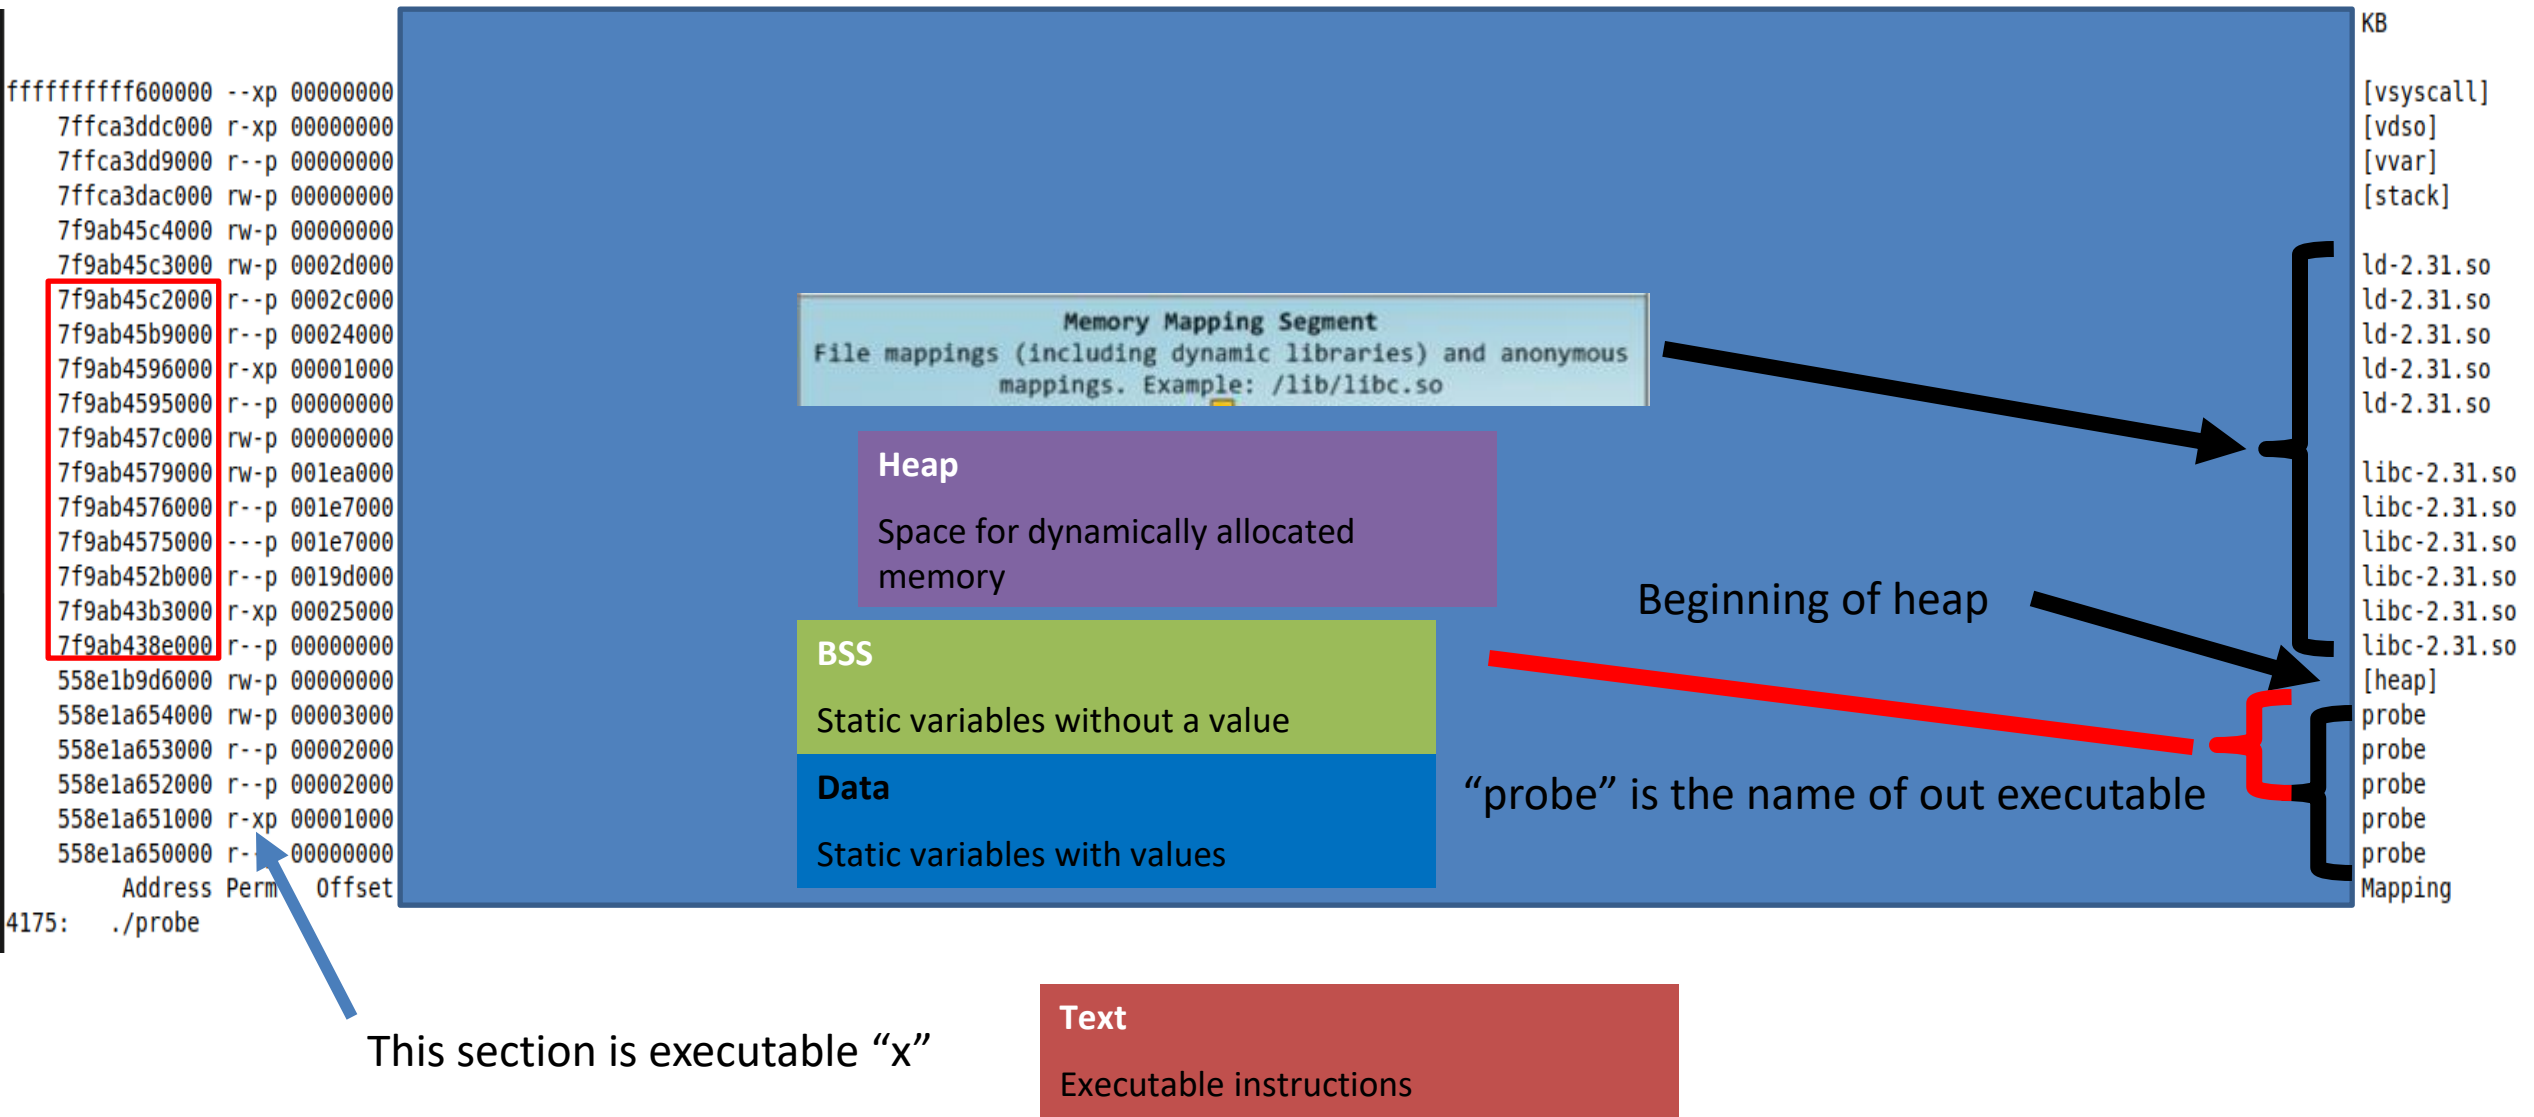 KB
ffffffffff600000 --xp 00000000 [vsyscall]
7ffca3ddc000 r-xp 00000000 [vdso]
7ffca3dd9000 r--p 00000000 [vvar]
7ffca3dac000 rw-p 00000000 [stack]
7f9ab45c4000 rw-p 00000000
7f9ab45c3000 rw-p 0002d000 ld-2.31.so
7f9ab45c2000 r--p 0002c000 ld-2.31.so
7f9ab45b9000 r--p 00024000 ld-2.31.so
7f9ab4596000 r-xp 00001000 ld-2.31.so
7f9ab4595000 r--p 00000000 ld-2.31.so
7f9ab457c000 rw-p 00000000
7f9ab4579000 rw-p 001ea000 libc-2.31.so
7f9ab4576000 r--p 001e7000 libc-2.31.so
7f9ab4575000 ---p 001e7000 libc-2.31.so
7f9ab452b000 r--p 0019d000 libc-2.31.so
7f9ab43b3000 r-xp 00025000 libc-2.31.so
7f9ab438e000 r--p 00000000 libc-2.31.so
558e1b9d6000 rw-p 00000000 [heap]
558e1a654000 rw-p 00003000 probe
558e1a653000 r--p 00002000 probe
558e1a652000 r--p 00002000 probe
558e1a651000 r-xp 00001000 probe
558e1a650000 r-- 00000000 probe
Address Perm Offset Mapping
4175: ./probe
Memory Mapping Segment
File mappings (including dynamic libraries) and anonymous
mappings. Example: /lib/libc.so
Heap
Space for dynamically allocated
memory
Beginning of heap
BSS
Static variables without a value
Data
Static variables with values
“probe” is the name of out executable
This section is executable “x”
Text
Executable instructions